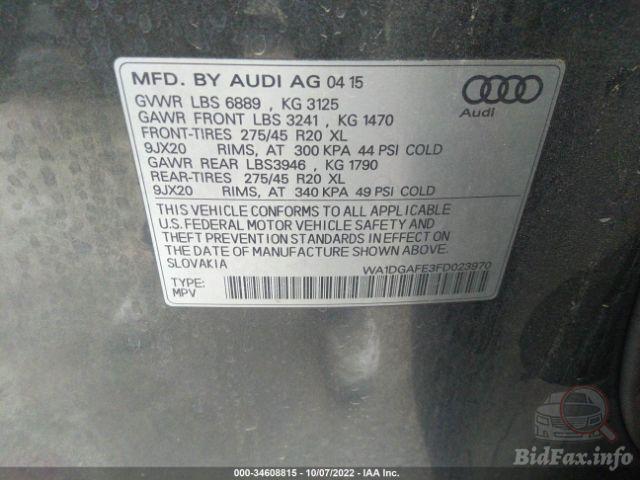 MFD. BY AUDI AG 04 15
GVWR LBS 6889 , KG 3125
GAWR FRONT LBS 3241 , KG 1470
FRONT-TIRES 275/45 R20 XL
9JX20 RIMS, AT 300 KPA 44 PSI COLD
GAWR REAR LBS3946 , KG 1790
REAR-TIRES 275/45 R20 XL
9JX20 RIMS, AT 340 KPA 49 PSI COLD
Audi
THIS VEHICLE CONFORMS TO ALL APPLICABLE
U.S. FEDERAL MOTOR VEHICLE SAFETY AND
THEFT PREVENTION STANDARDS IN EFFECT ON
THE DATE OF MANUFACTURE SHOWN ABOVE.
SLOVAKIA
WA1DGAFE3FD023970
TYPE:
MPV
BidFax.info
000-34608815 - 10/07/2022 - IAA Inc.